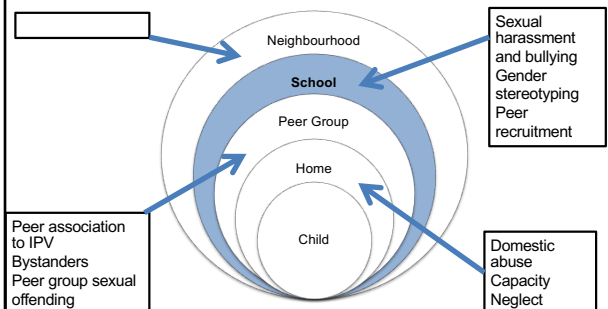 Neighbourhood
School
Peer Group
Home
Child
Sexual
harassment
and bullying
Gender
stereotyping
Peer
recruitment
Peer association
to IPV
Bystanders
Peer group sexual
offending
Domestic
abuse
Capacity
Neglect